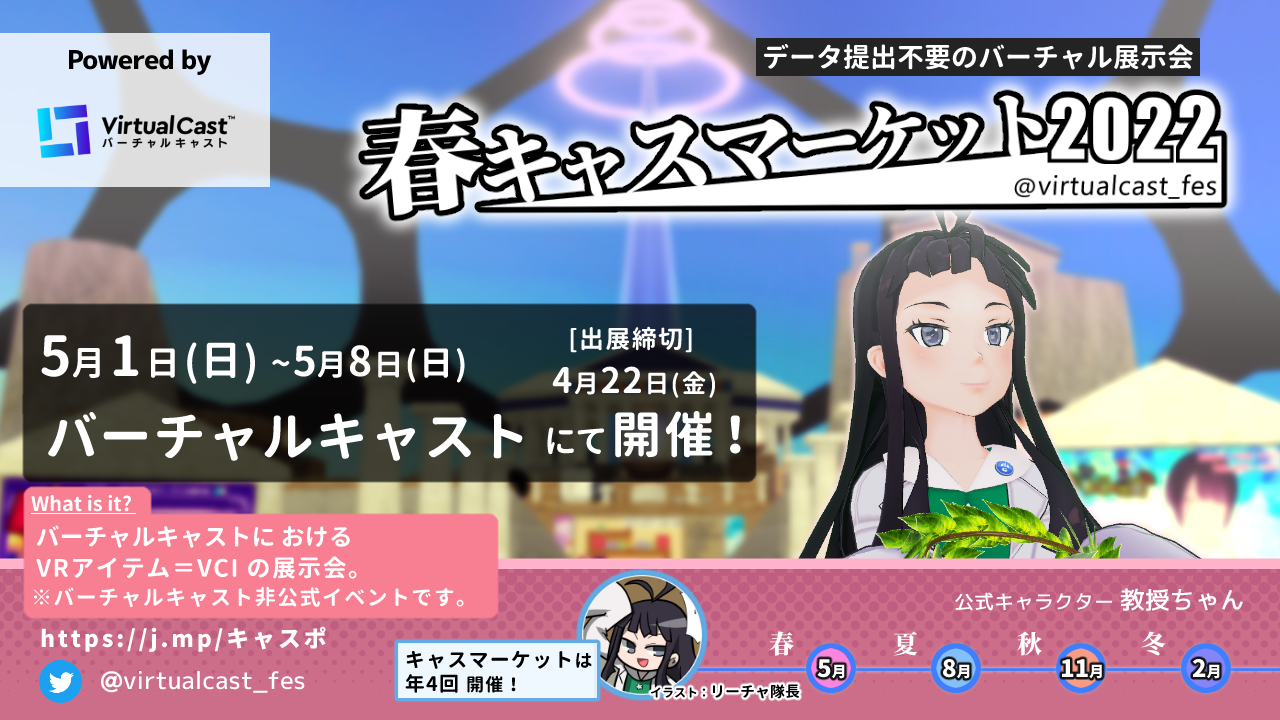 Powered by
VirtualCast™
バーチャルキャスト
データ提出不要のバーチャル展示会
春キャスマーケット2022
@virtualcast_fes
5月1日(日) ~5月8日(日)
[出展締切]
4月22日(金)
バーチャルキャスト にて 開催！
What is it?
バーチャルキャストに おける
VRアイテム＝VCI の展示会。
※バーチャルキャスト非公式イベントです。
https://j.mp/キャスポ
@virtualcast_fes
キャスマーケットは
年4回 開催！
イラスト：リーチャ隊長
公式キャラクター 教授ちゃん
春 夏 秋 冬
5月 8月 11月 2月